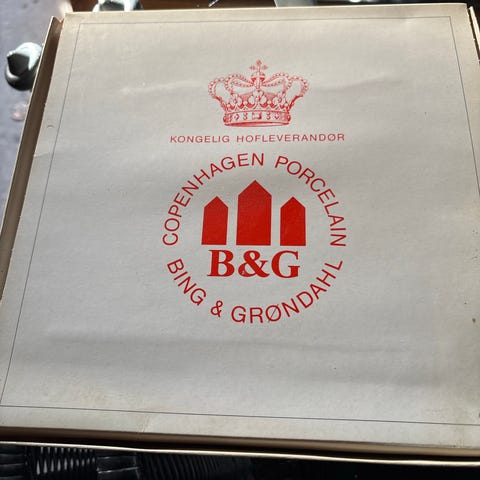 KONGELIG HOFLEVERANDØR
COPENHAGEN PORCELAIN
B&G
BING & GRØNDAHL